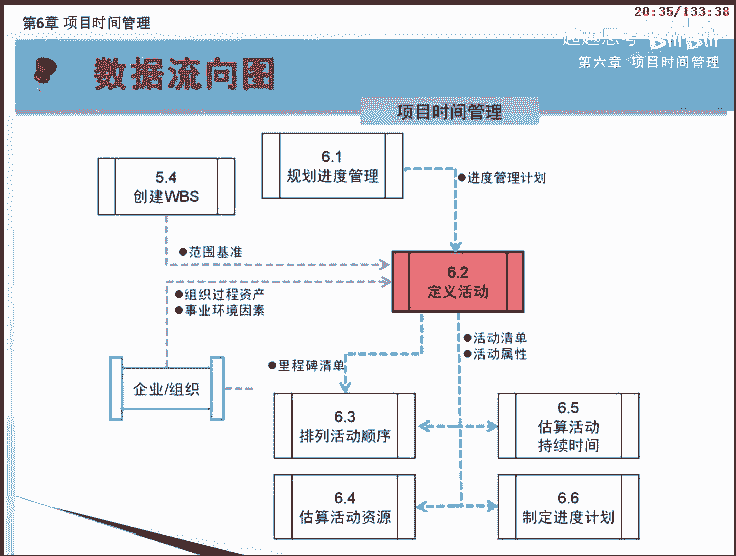 第6章 项目时间管理
20:35/133:38
第六章 项目时间管理
数据流向图
项目时间管理
6.1
规划进度管理
5.4
创建WBS
●进度管理计划
●范围基准
6.2
定义活动
●组织过程资产
●事业环境因素
●活动清单
●活动属性
●里程碑清单
企业/组织
6.3
排列活动顺序
6.5
估算活动
持续时间
6.4
估算活动资源
6.6
制定进度计划